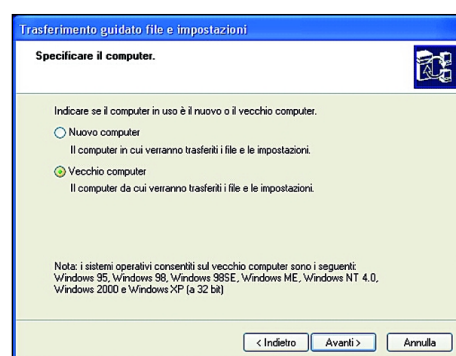 Trasferimento guidato file e impostazioni
Specificare il computer.
Indicare se il computer in uso è il nuovo o il vecchio computer.
Nuovo computer
Il computer in cui verranno trasferiti i file e le impostazioni.
Vecchio computer
Il computer da cui verranno trasferiti i file e le impostazioni.
Nota: i sistemi operativi consentiti sul vecchio computer sono i seguenti:
Windows 95, Windows 98, Windows 98SE, Windows ME, Windows NT 4.0,
Windows 2000 e Windows XP (a 32 bit)
< Indietro Avanti > Annulla